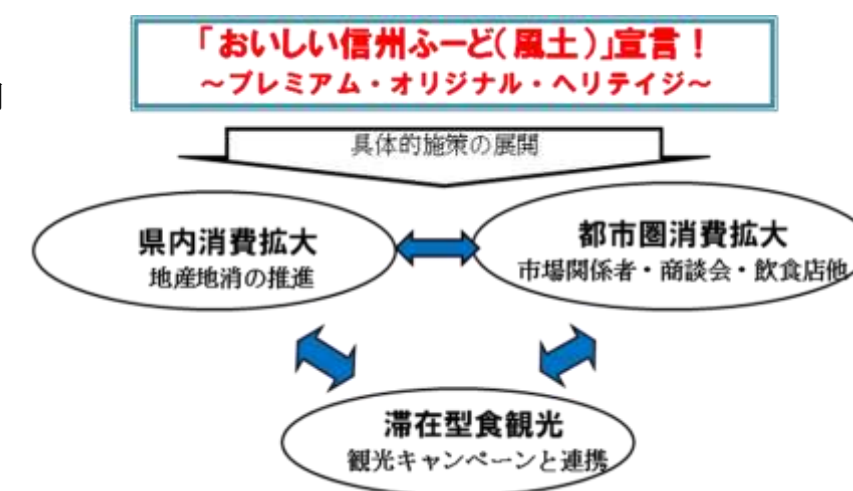 「おいしい信州ふーど(風土)」宣言！
～プレミアム・オリジナル・ヘリテイジ～
具体的施策の展開
県内消費拡大
地産地消の推進
都市圏消費拡大
市場関係者・商談会・飲食店他
滞在型食観光
観光キャンペーンと連携